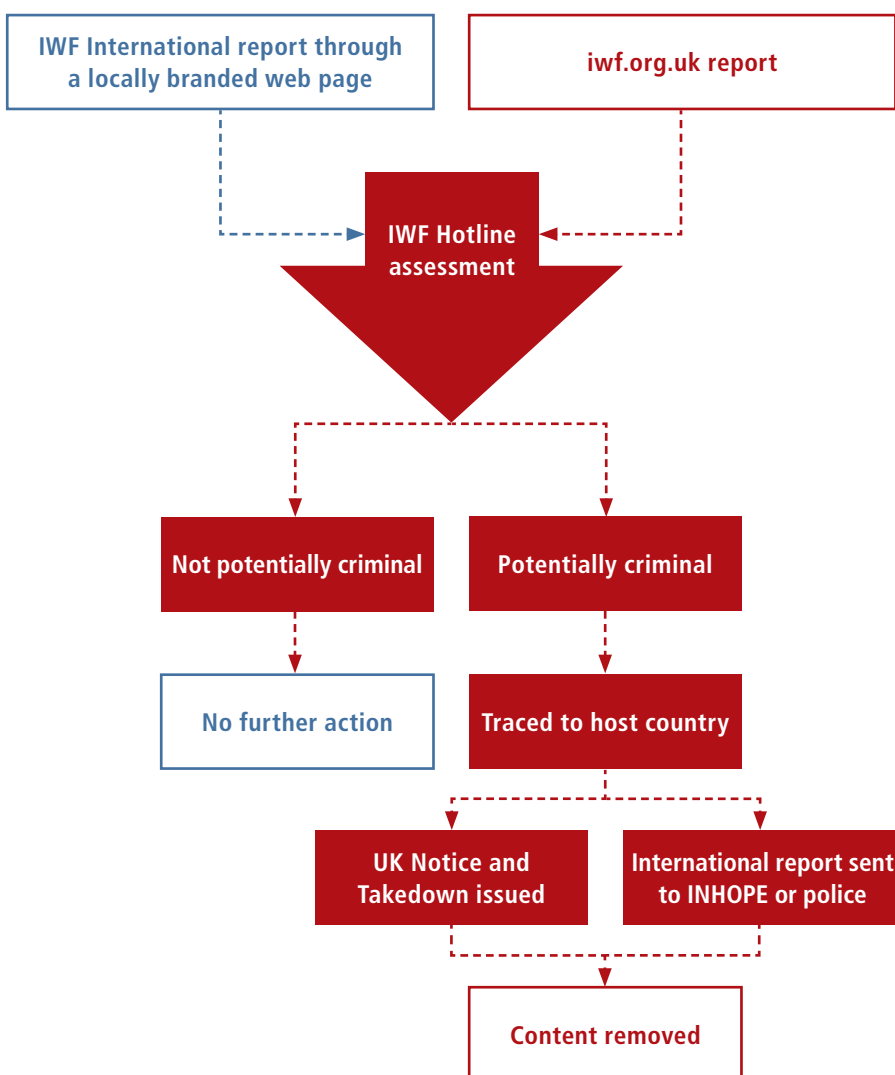 IWF International report through
a locally branded web page
iwf.org.uk report
IWF Hotline
assessment
Not potentially criminal
Potentially criminal
No further action
Traced to host country
UK Notice and
Takedown issued
International report sent
to INHOPE or police
Content removed